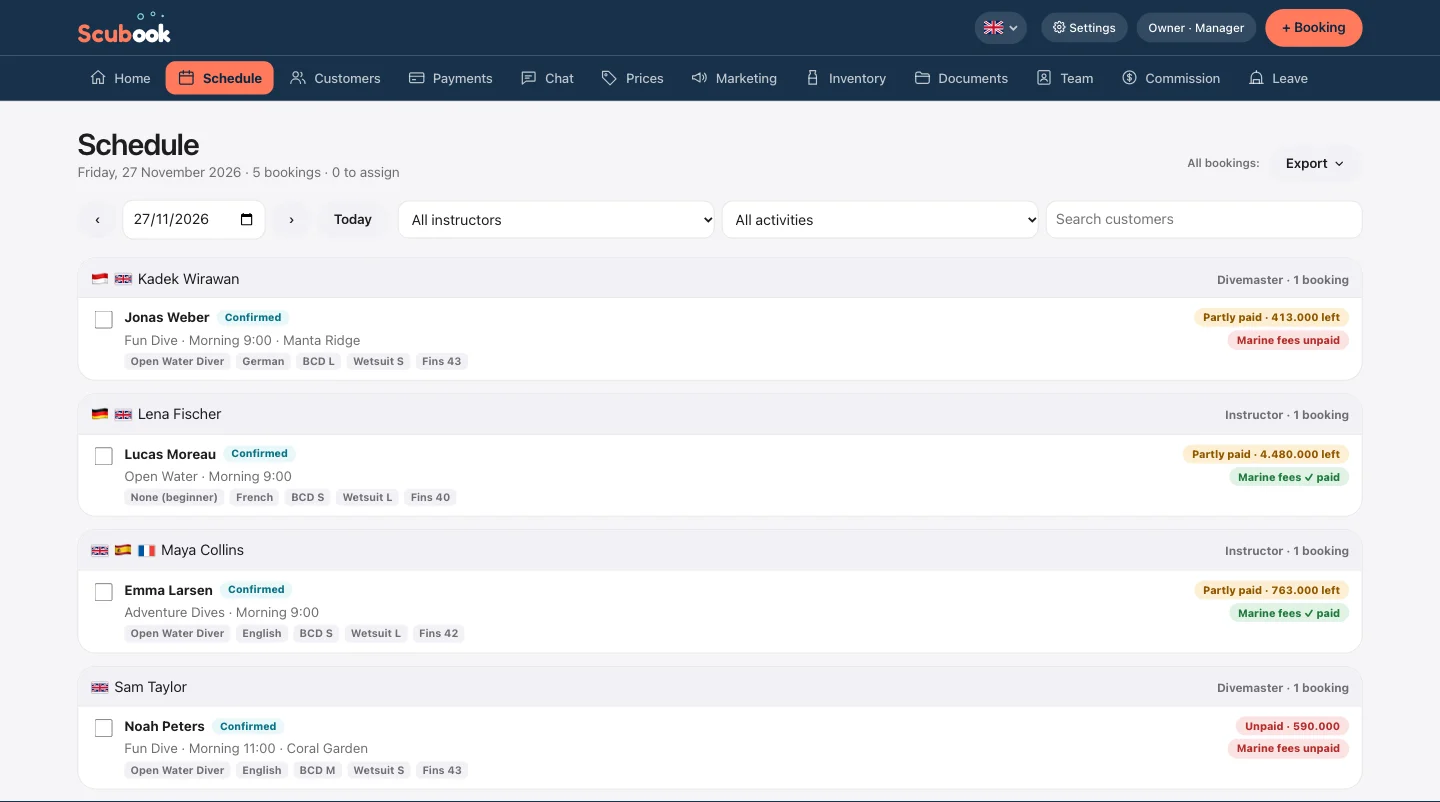 Scubook
Settings
Owner · Manager
+ Booking
Home
Schedule
Customers
Payments
Chat
Prices
Marketing
Inventory
Documents
Team
Commission
Leave
Schedule
Friday, 27 November 2026 · 5 bookings · 0 to assign
All bookings:
Export
‹
27/11/2026
›
Today
All instructors
All activities
Search customers
Kadek Wirawan
Divemaster · 1 booking
Jonas Weber Confirmed
Partly paid · 413.000 left
Fun Dive · Morning 9:00 · Manta Ridge
Marine fees unpaid
Open Water Diver German BCD L Wetsuit S Fins 43
Lena Fischer
Instructor · 1 booking
Lucas Moreau Confirmed
Partly paid · 4.480.000 left
Open Water · Morning 9:00
Marine fees ✓ paid
None (beginner) French BCD S Wetsuit L Fins 40
Maya Collins
Instructor · 1 booking
Emma Larsen Confirmed
Partly paid · 763.000 left
Adventure Dives · Morning 9:00
Marine fees ✓ paid
Open Water Diver English BCD S Wetsuit L Fins 42
Sam Taylor
Divemaster · 1 booking
Noah Peters Confirmed
Unpaid · 590.000
Fun Dive · Morning 11:00 · Coral Garden
Marine fees unpaid
Open Water Diver English BCD M Wetsuit S Fins 43